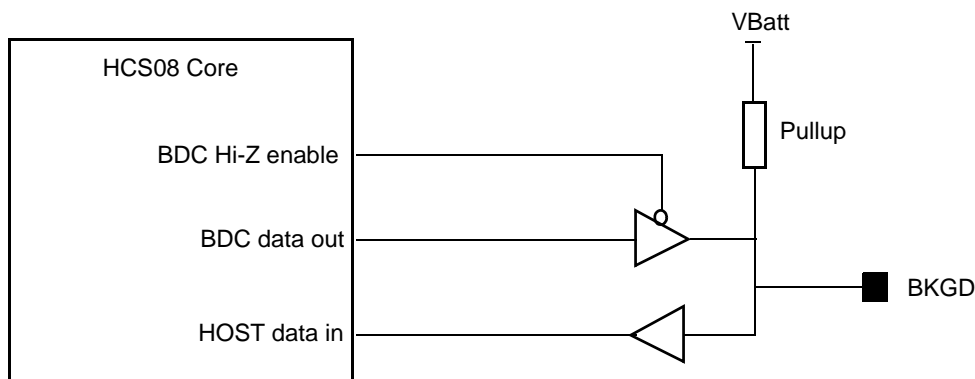 VBatt
HCS08 Core
Pullup
BDC Hi-Z enable
BDC data out
BKGD
HOST data in